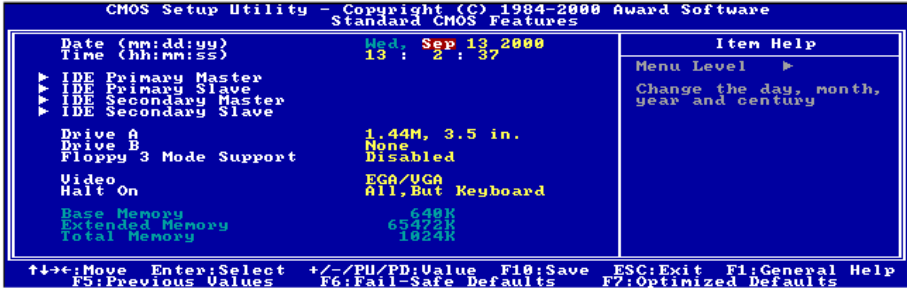 CMOS Setup Utility - Copyright (C) 1984-2000 Award Software
Standard CMOS Features
Date (mm:dd:yy) Wed, Sep 13 2000
Time (hh:mm:ss) 13 : 2 : 37
► IDE Primary Master
► IDE Primary Slave
► IDE Secondary Master
► IDE Secondary Slave
Drive A 1.44M, 3.5 in.
Drive B None
Floppy 3 Mode Support Disabled
Video EGA/VGA
Halt On All,But Keyboard
Base Memory 640K
Extended Memory 65472K
Total Memory 1024K
Item Help
Menu Level ►
Change the day, month,
year and century
↑↓→←:Move Enter:Select +/-/PU/PD:Value F10:Save ESC:Exit F1:General Help
F5:Previous Values F6:Fail-Safe Defaults F7:Optimized Defaults